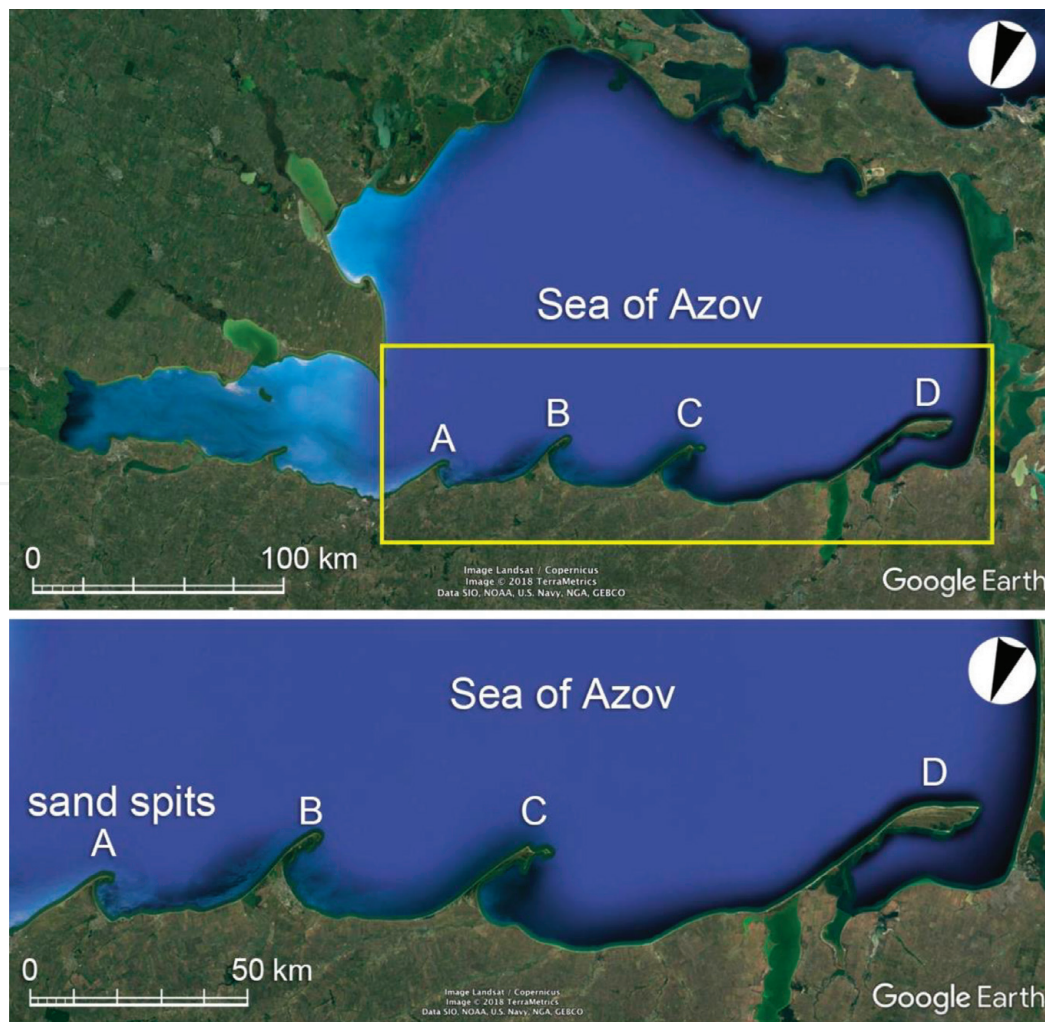 Sea of Azov
A
B
C
D
0
100 km
Image Landsat / Copernicus
Image © 2018 TerraMetrics
Data SIO, NOAA, U.S. Navy, NGA, GEBCO
Google Earth
Sea of Azov
sand spits
A
B
C
D
0
50 km
Image Landsat / Copernicus
Image © 2018 TerraMetrics
Data SIO, NOAA, U.S. Navy, NGA, GEBCO
Google Earth